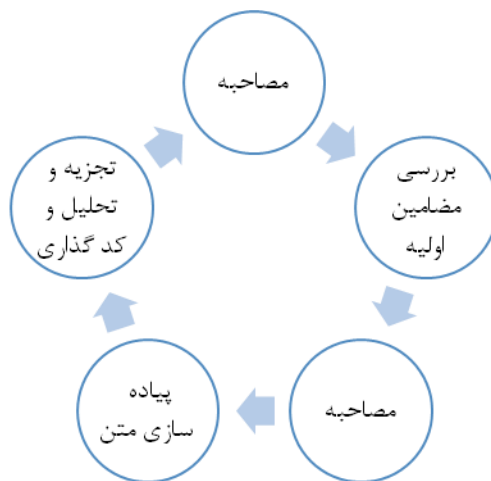 مصاحبه
بررسی
مضامین
اولیه
مصاحبه
پیاده
سازی متن
تجزیه و
تحلیل و
کد گذاری